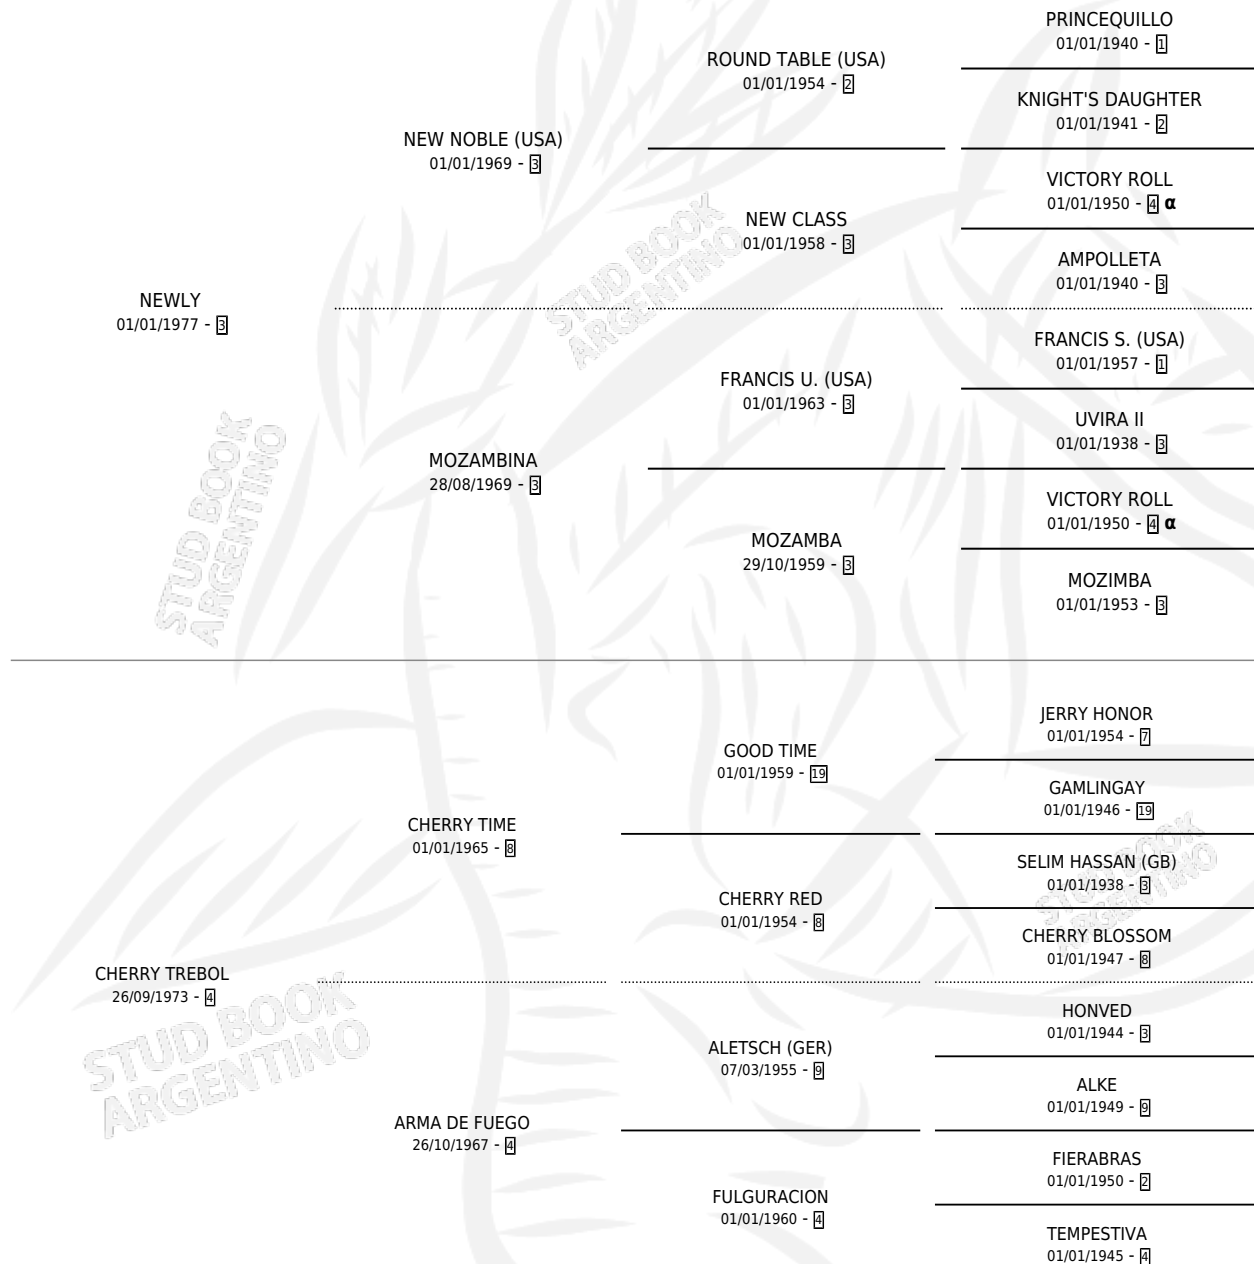 PRINCEQUILLO
01/01/1940 - 1
ROUND TABLE (USA)
01/01/1954 - 2
KNIGHT'S DAUGHTER
01/01/1941 - 2
NEW NOBLE (USA)
01/01/1969 - 3
VICTORY ROLL
01/01/1950 - 4 α
NEW CLASS
01/01/1958 - 3
AMPOLLETA
01/01/1940 - 3
NEWLY
01/01/1977 - 3
FRANCIS S. (USA)
01/01/1957 - 1
FRANCIS U. (USA)
01/01/1963 - 3
UVIRA II
01/01/1938 - 3
MOZAMBINA
28/08/1969 - 3
VICTORY ROLL
01/01/1950 - 4 α
MOZAMBA
29/10/1959 - 3
MOZIMBA
01/01/1953 - 3
JERRY HONOR
01/01/1954 - 7
GOOD TIME
01/01/1959 - 19
GAMLINGAY
01/01/1946 - 19
CHERRY TIME
01/01/1965 - 8
SELIM HASSAN (GB)
01/01/1938 - 3
CHERRY RED
01/01/1954 - 8
CHERRY BLOSSOM
01/01/1947 - 8
CHERRY TREBOL
26/09/1973 - 4
HONVED
01/01/1944 - 3
ALETSCH (GER)
07/03/1955 - 9
ALKE
01/01/1949 - 9
ARMA DE FUEGO
26/10/1967 - 4
FIERABRAS
01/01/1950 - 2
FULGURACION
01/01/1960 - 4
TEMPESTIVA
01/01/1945 - 4
STUD BOOK
ARGENTINO
STUD BOOK
ARGENTINO
STUD BOOK
ARGENTINO
STUD BOOK
ARGENTINO